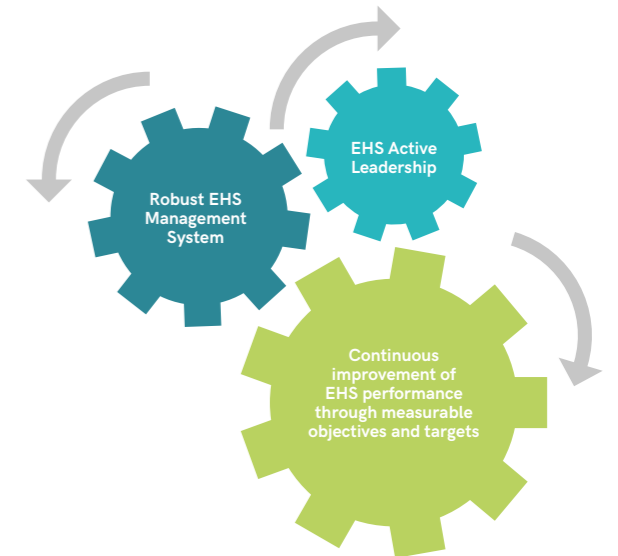 EHS Active
Leadership
Robust EHS
Management
System
Continuous
improvement of
EHS performance
through measurable
objectives and targets